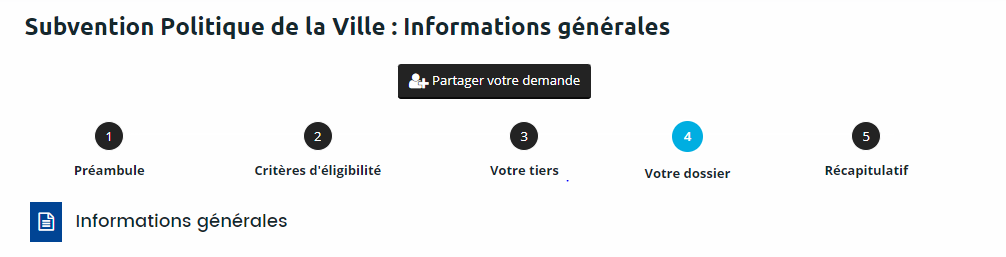 Subvention Politique de la Ville : Informations générales
Partager votre demande
1 2 3 4 5
Préambule Critères d'éligibilité Votre tiers Votre dossier Récapitulatif
Informations générales